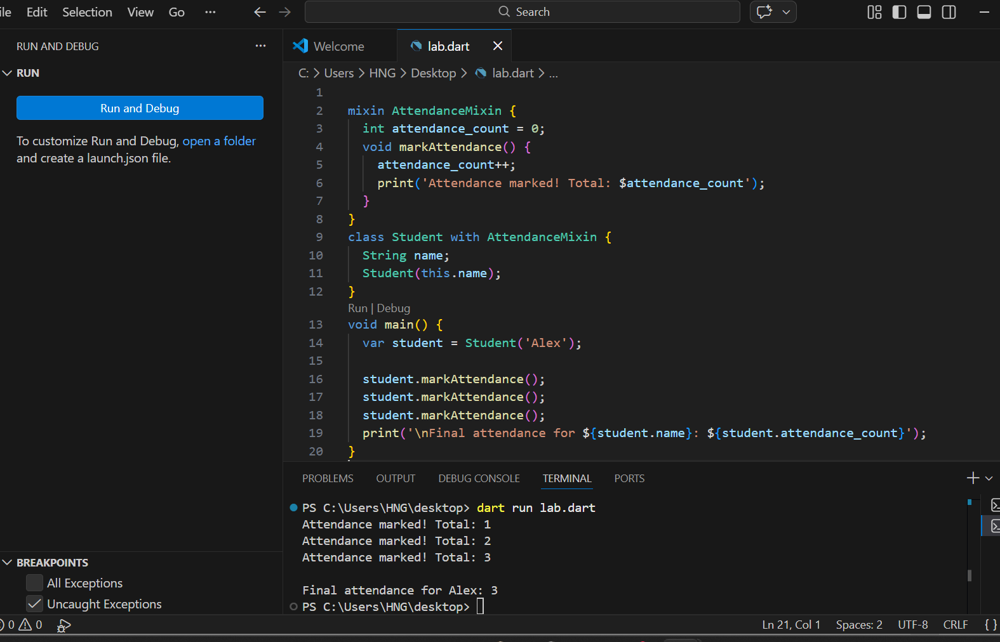 ile Edit Selection View Go ··· Search
RUN AND DEBUG ···
RUN
Run and Debug
To customize Run and Debug, open a folder
and create a launch.json file.
Welcome lab.dart
C: > Users > HNG > Desktop > lab.dart > ...
1
2 mixin AttendanceMixin {
3   int attendance_count = 0;
4   void markAttendance() {
5     attendance_count++;
6     print('Attendance marked! Total: $attendance_count');
7   }
8 }
9 class Student with AttendanceMixin {
10   String name;
11   Student(this.name);
12 }
Run | Debug
13 void main() {
14   var student = Student('Alex');
15
16   student.markAttendance();
17   student.markAttendance();
18   student.markAttendance();
19   print('\nFinal attendance for ${student.name}: ${student.attendance_count}');
20 }
PROBLEMS OUTPUT DEBUG CONSOLE TERMINAL PORTS
PS C:\Users\HNG\desktop> dart run lab.dart
Attendance marked! Total: 1
Attendance marked! Total: 2
Attendance marked! Total: 3
Final attendance for Alex: 3
PS C:\Users\HNG\desktop>
BREAKPOINTS
All Exceptions
Uncaught Exceptions
0 0 Ln 21, Col 1 Spaces: 2 UTF-8 CRLF { }